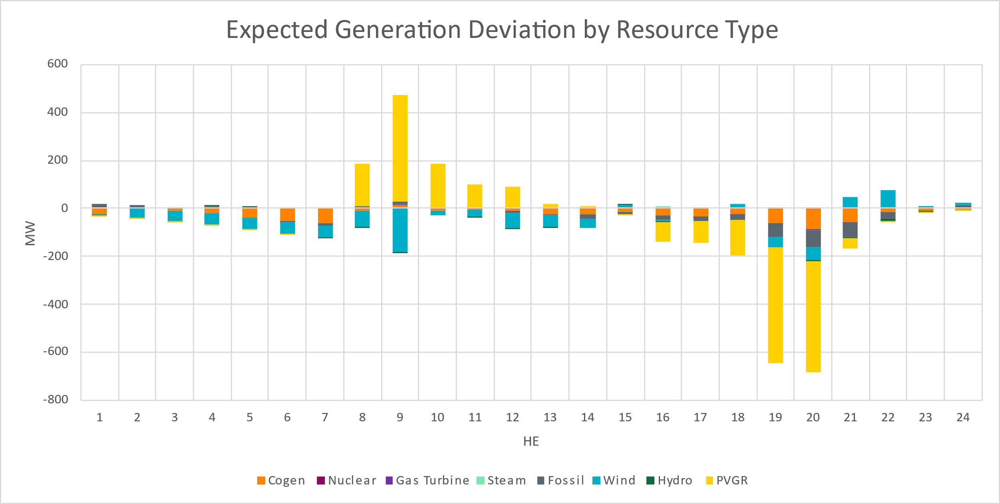 Expected Generation Deviation by Resource Type
600
400
200
0
-200
-400
-600
-800
MW
1 2 3 4 5 6 7 8 9 10 11 12 13 14 15 16 17 18 19 20 21 22 23 24
HE
Cogen Nuclear Gas Turbine Steam Fossil Wind Hydro PVGR